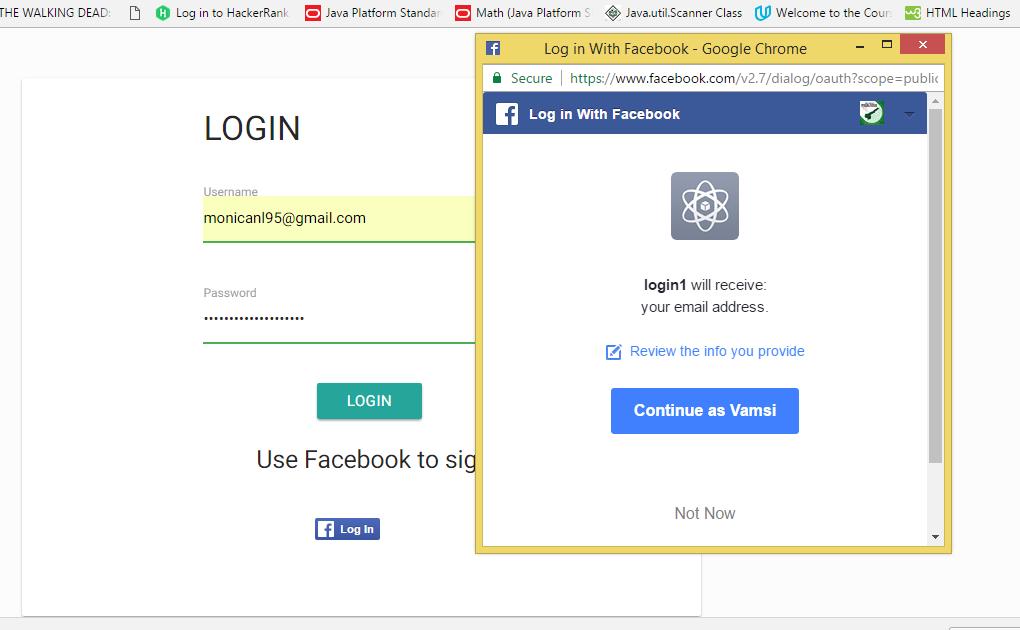 THE WALKING DEAD:
Log in to HackerRank
Java Platform Standar
Math (Java Platform S
Java.util.Scanner Class
Welcome to the Cour
w3
HTML Headings
Log in With Facebook - Google Chrome
Secure
https://www.facebook.com/v2.7/dialog/oauth?scope=public
Log in With Facebook
login1 will receive:
your email address.
Review the info you provide
Continue as Vamsi
Not Now
LOGIN
Username
monicanl95@gmail.com
Password
LOGIN
Use Facebook to sig
Log In